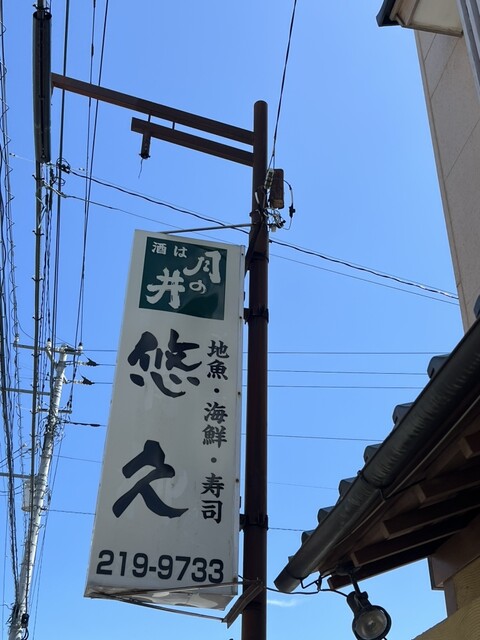 酒は
月の井
地魚・海鮮・寿司
悠久
219-9733